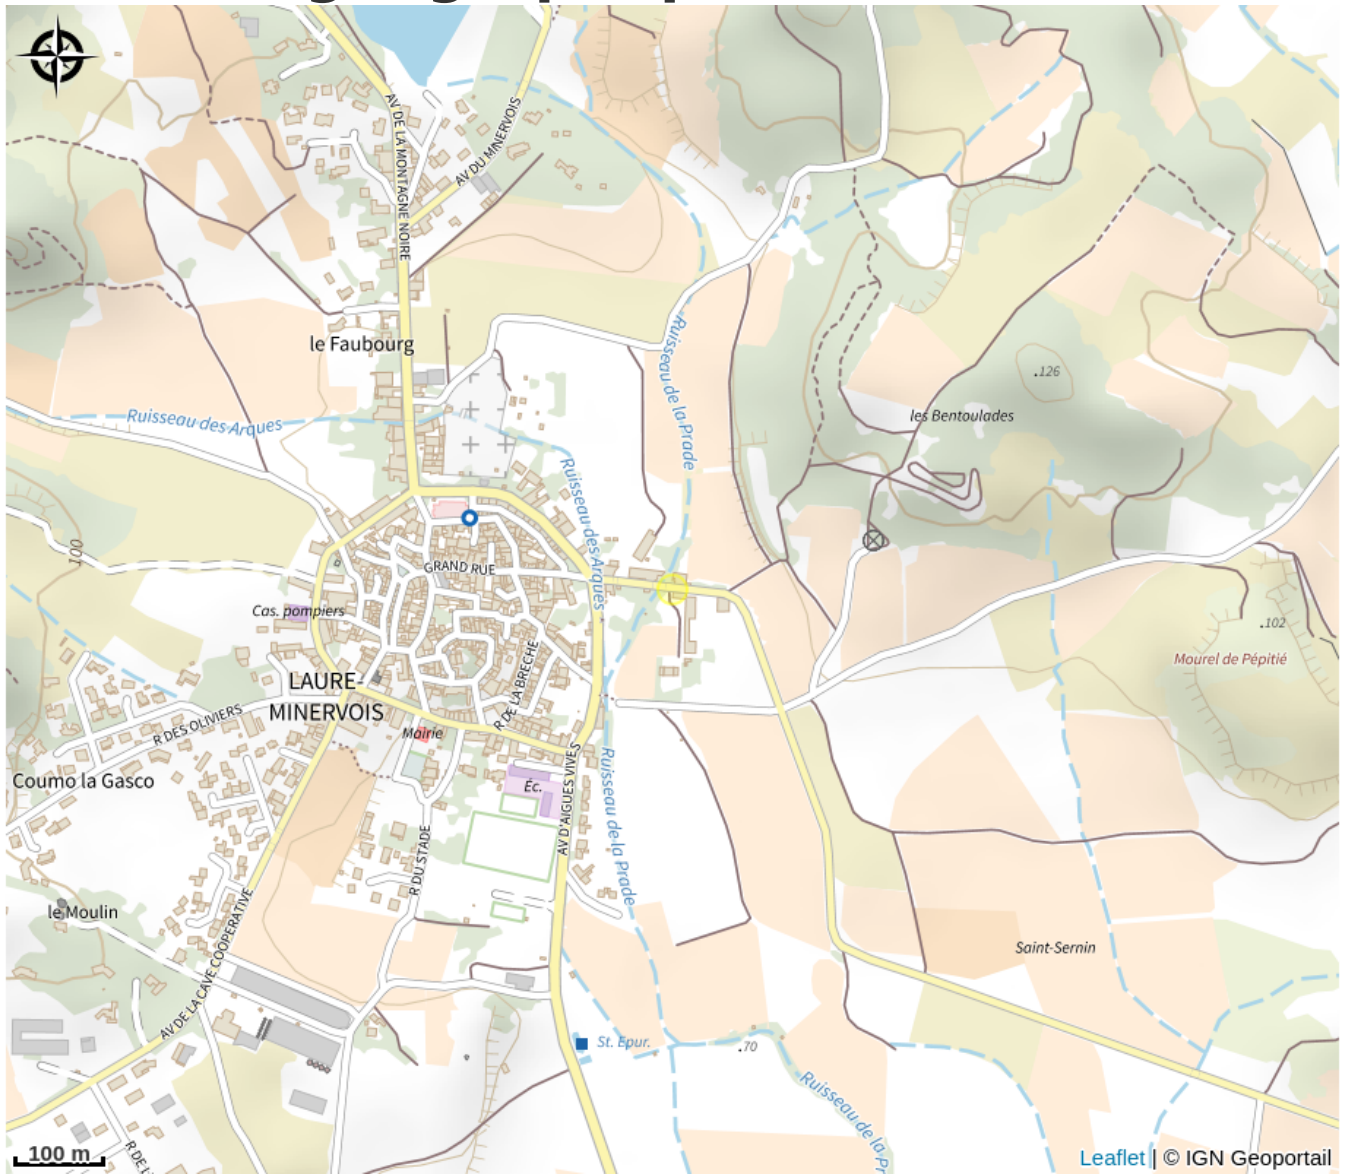 AV DE LA MONTAGNE NOIRE
AV DU MINERVOIS
le Faubourg
Ruisseau de la Prade
Ruisseau des Arques
.126
les Bentoulades
Ruisseau des Arques
100
GRAND RUE
Cas. pompiers
.102
Mourel de Pépitié
LAURE-
MINERVOIS
R DE LA BRECHE
R DES OLIVIERS
Mairie
Coumo la Gasco
Éc.
AV D'AIGUES VIVES
Ruisseau de la Prade
R DU STADE
le Moulin
AV DE LA CAVE COOPERATIVE
Saint-Sernin
St. Epur.
.70
Ruisseau de la Pr
R DE L
100 m
Leaflet | © IGN Geoportail